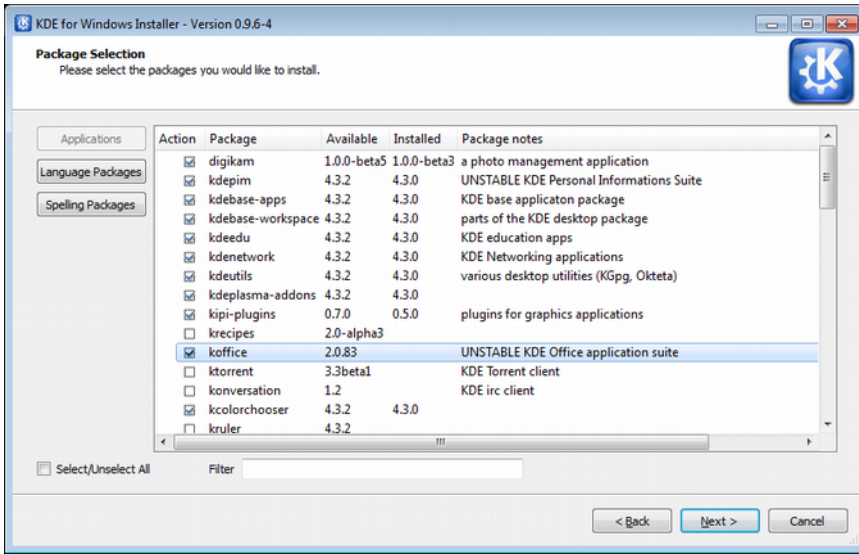 KDE for Windows Installer - Version 0.9.6-4
Package Selection
Please select the packages you would like to install.
Applications
Language Packages
Spelling Packages
Action Package Available Installed Package notes
digikam 1.0.0-beta5 1.0.0-beta3 a photo management application
kdepim 4.3.2 4.3.0 UNSTABLE KDE Personal Informations Suite
kdebase-apps 4.3.2 4.3.0 KDE base applicaton package
kdebase-workspace 4.3.2 4.3.0 parts of the KDE desktop package
kdeedu 4.3.2 4.3.0 KDE education apps
kdenetwork 4.3.2 4.3.0 KDE Networking applications
kdeutils 4.3.2 4.3.0 various desktop utilities (KGpg, Okteta)
kdeplasma-addons 4.3.2 4.3.0
kipi-plugins 0.7.0 0.5.0 plugins for graphics applications
krecipes 2.0-alpha3
koffice 2.0.83 UNSTABLE KDE Office application suite
ktorrent 3.3beta1 KDE Torrent client
konversation 1.2 KDE irc client
kcolorchooser 4.3.2 4.3.0
kruler 4.3.2
Select/Unselect All Filter
< Back Next > Cancel